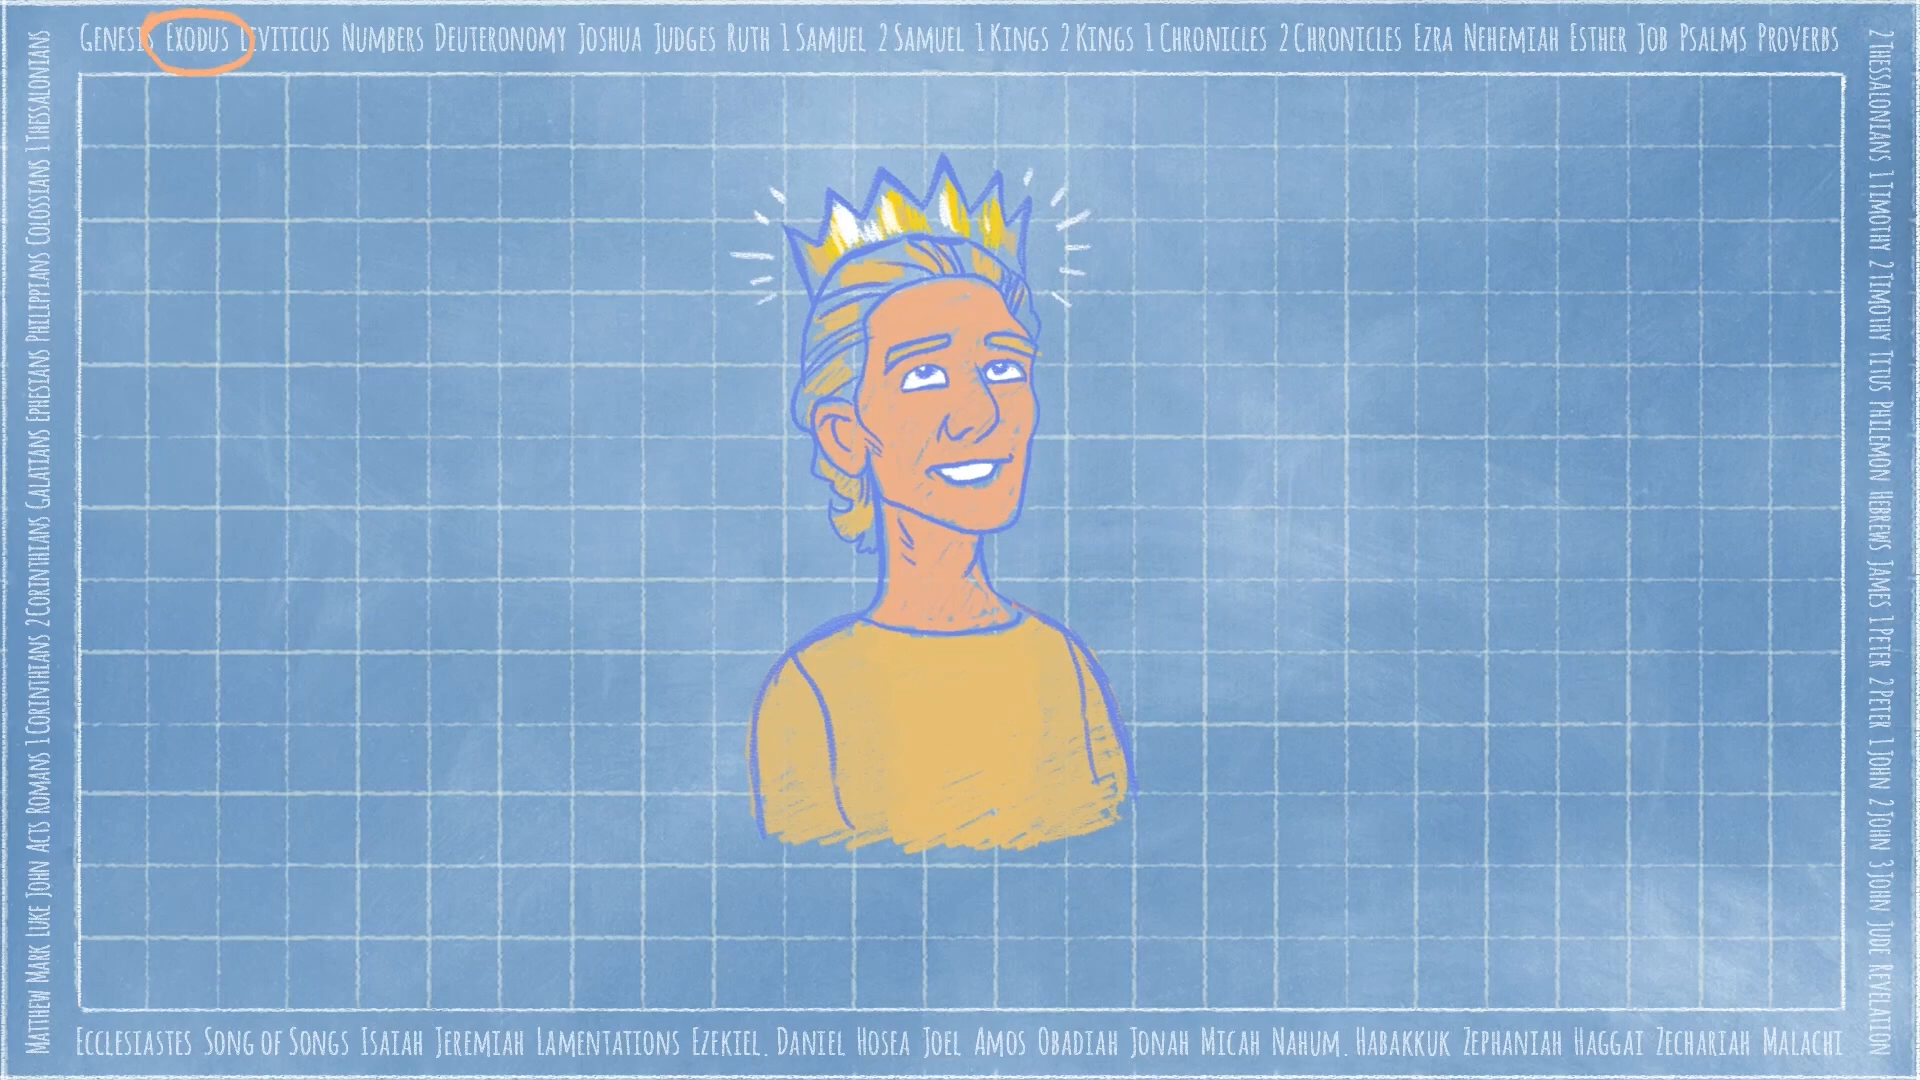 Genesis Exodus Leviticus Numbers Deuteronomy Joshua Judges Ruth 1 Samuel 2 Samuel 1 Kings 2 Kings 1 Chronicles 2 Chronicles Ezra Nehemiah Esther Job Psalms Proverbs
Matthew Mark Luke John Acts Romans 1 Corinthians 2 Corinthians Galatians Ephesians Philippians Colossians 1 Thessalonians
2 Thessalonians 1 Timothy 2 Timothy Titus Philemon Hebrews James 1 Peter 2 Peter 1 John 2 John 3 John Jude Revelation
Ecclesiastes Song of Songs Isaiah Jeremiah Lamentations Ezekiel. Daniel Hosea Joel Amos Obadiah Jonah Micah Nahum. Habakkuk Zephaniah Haggai Zechariah Malachi